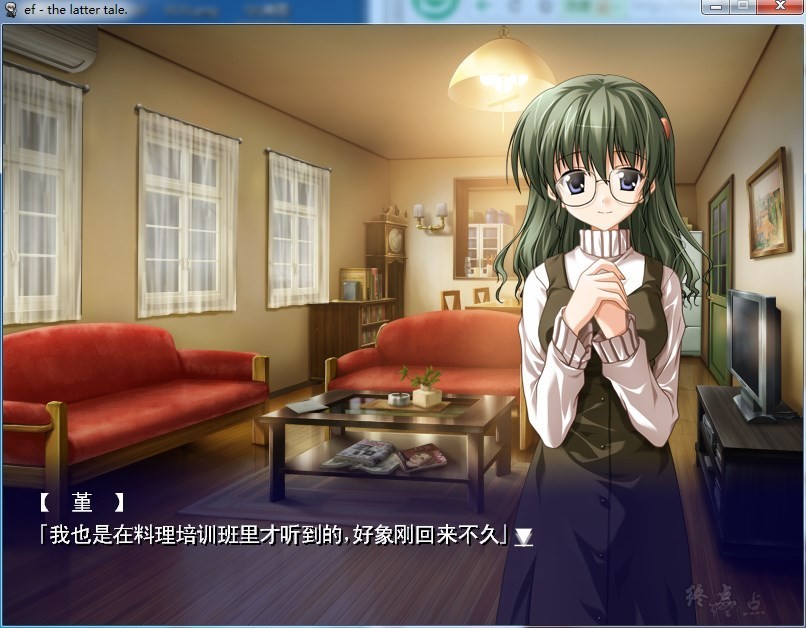 ef - the latter tale.
【 堇 】
「我也是在料理培训班里才听到的,好象刚回来不久」
终点